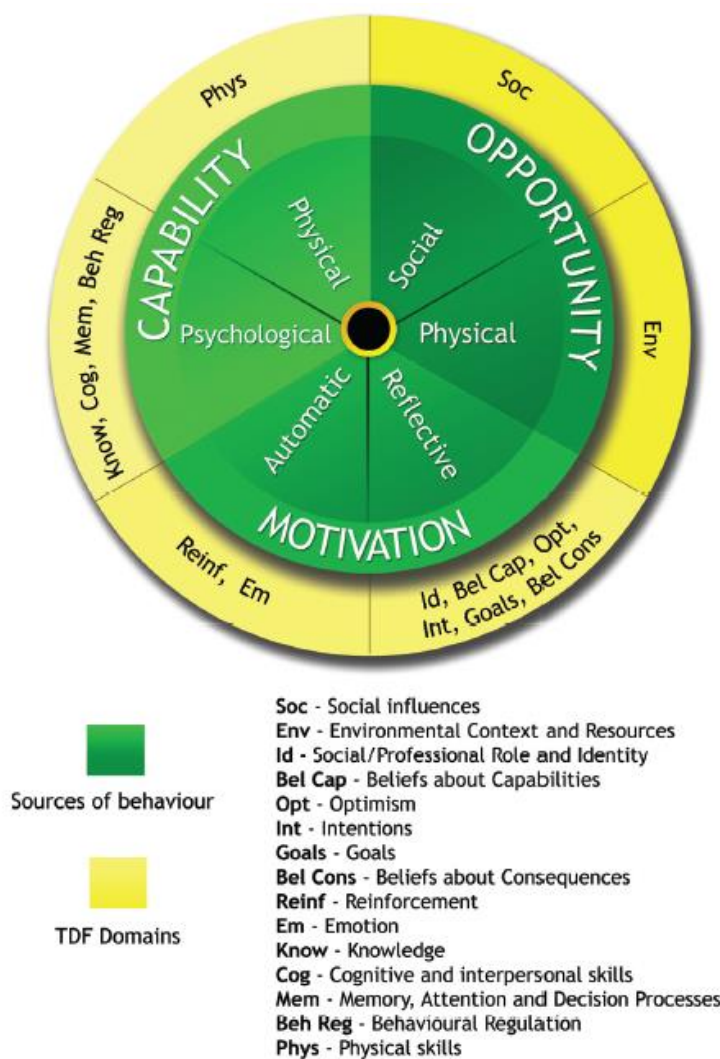 Phys
Soc
CAPABILITY
OPPORTUNITY
Physical
Social
Know, Cog, Mem, Beh Reg
Psychological
Physical
Env
Automatic
Reflective
MOTIVATION
Reinf, Em
Id, Bel Cap, Opt,
Int, Goals, Bel Cons
Sources of behaviour
TDF Domains
Soc - Social influences
Env - Environmental Context and Resources
Id - Social/Professional Role and Identity
Bel Cap - Beliefs about Capabilities
Opt - Optimism
Int - Intentions
Goals - Goals
Bel Cons - Beliefs about Consequences
Reinf - Reinforcement
Em - Emotion
Know - Knowledge
Cog - Cognitive and interpersonal skills
Mem - Memory, Attention and Decision Processes
Beh Reg - Behavioural Regulation
Phys - Physical skills